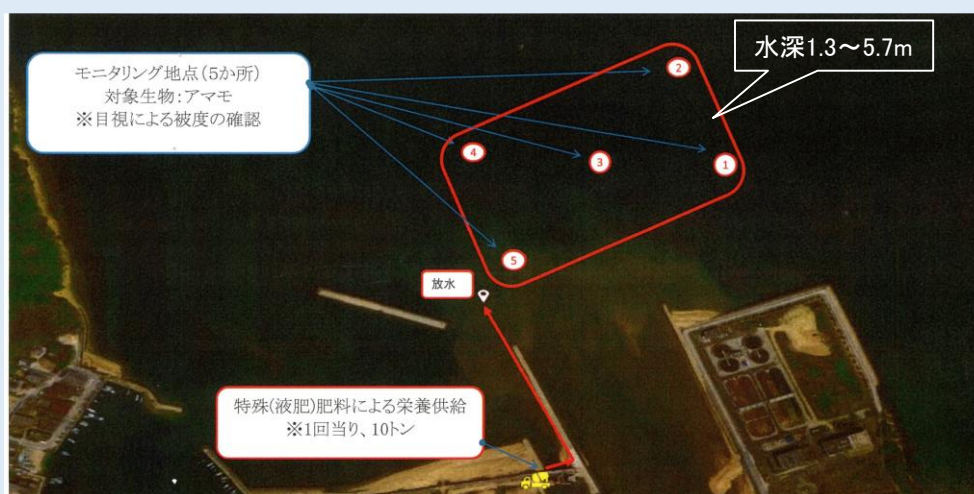 モニタリング地点(5か所)
対象生物:アマモ
※目視による被度の確認
水深1.3～5.7m
2
4
3
1
5
放水
特殊(液肥)肥料による栄養供給
※1回当り、10トン